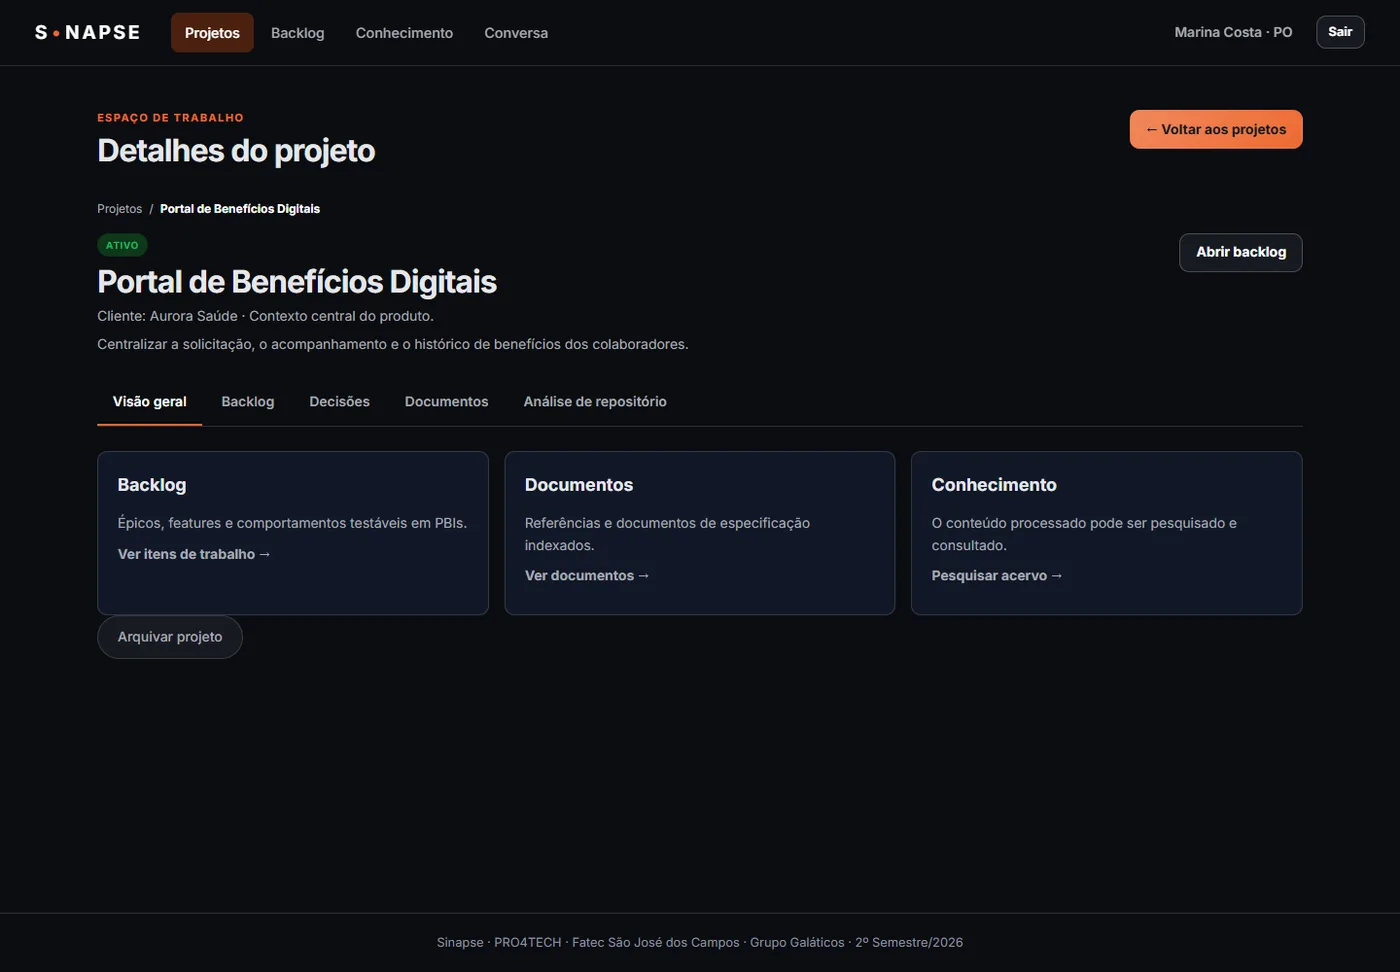 S•NAPSE
Projetos
Backlog
Conhecimento
Conversa
Marina Costa · PO
Sair
ESPAÇO DE TRABALHO
Detalhes do projeto
← Voltar aos projetos
Projetos / Portal de Benefícios Digitais
ATIVO
Portal de Benefícios Digitais
Abrir backlog
Cliente: Aurora Saúde · Contexto central do produto.
Centralizar a solicitação, o acompanhamento e o histórico de benefícios dos colaboradores.
Visão geral
Backlog
Decisões
Documentos
Análise de repositório
Backlog
Épicos, features e comportamentos testáveis em PBIs.
Ver itens de trabalho →
Documentos
Referências e documentos de especificação
indexados.
Ver documentos →
Conhecimento
O conteúdo processado pode ser pesquisado e
consultado.
Pesquisar acervo →
Arquivar projeto
Sinapse · PRO4TECH · Fatec São José dos Campos · Grupo Galáticos · 2º Semestre/2026